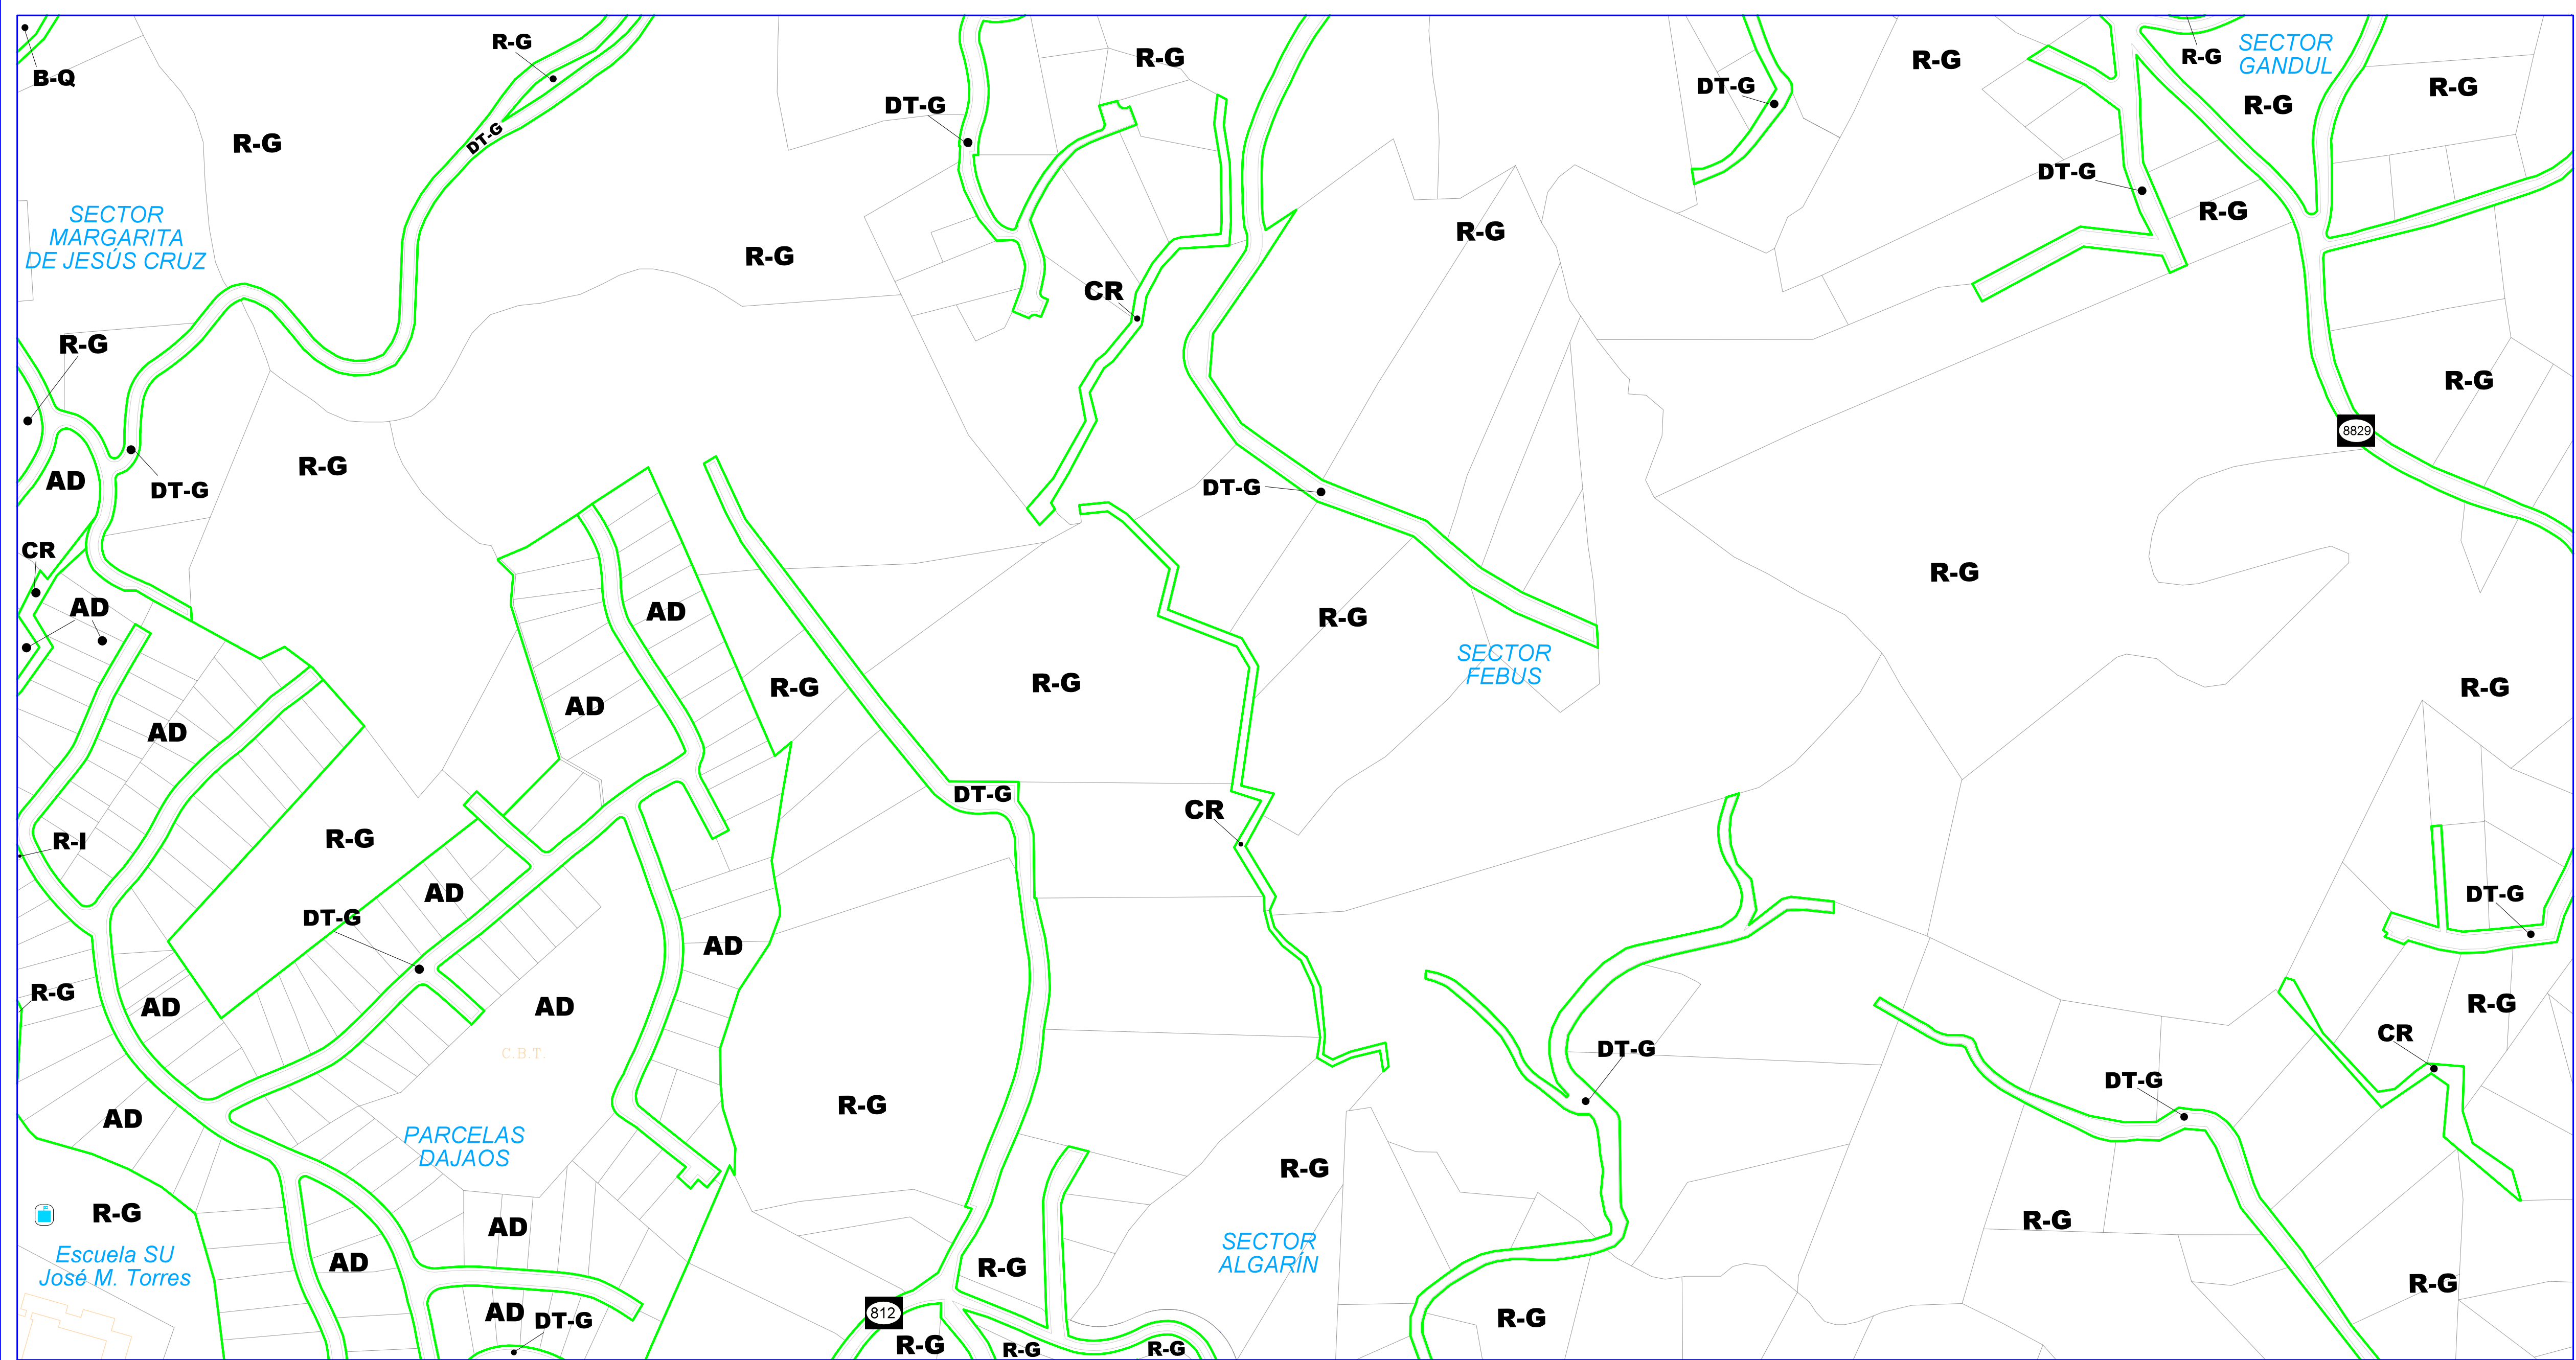 R-G
B-Q
R-G
DT-G
R-G
DT-G
R-G
DT-G
R-G
R-G
SECTOR
GANDUL
R-G
R-G
DT-G
R-G
SECTOR
MARGARITA
DE JESÚS CRUZ
R-G
R-G
CR
R-G
R-G
8829
R-G
AD
DT-G
DT-G
CR
R-G
AD
AD
R-G
SECTOR
FEBUS
R-G
R-G
R-G
AD
AD
DT-G
CR
R-I
R-G
AD
DT-G
DT-G
AD
R-G
AD
AD
R-G
CR
C.B.T.
DT-G
DT-G
R-G
AD
PARCELAS
DAJAOS
R-G
R-G
AD
R-G
SECTOR
ALGARÍN
Escuela SU
José M. Torres
AD
R-G
R-G
AD
DT-G
812
R-G
R-G
R-G
R-G